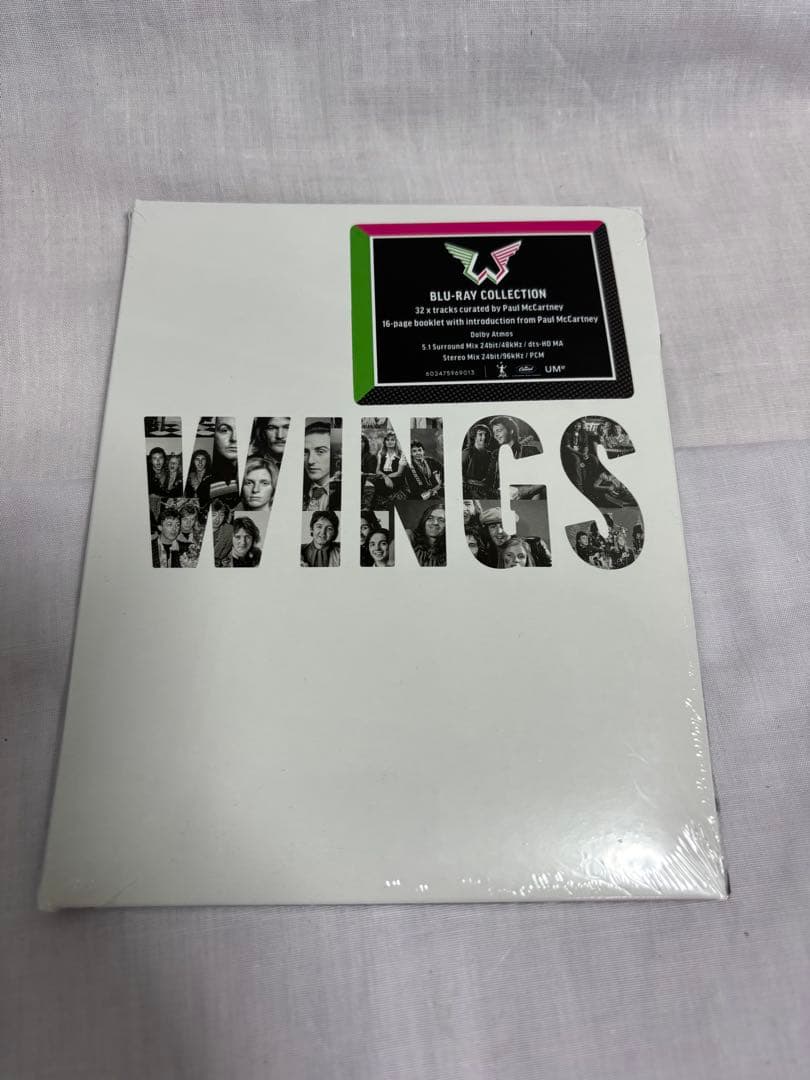 BLU-RAY COLLECTION
32 x tracks curated by Paul McCartney
16-page booklet with introduction from Paul McCartney
Dolby Atmos
5.1 Surround Mix 24bit/48kHz / dts-HD MA
Stereo Mix 24bit/96kHz / PCM
602475969013
Capitol
UMe
WINGS